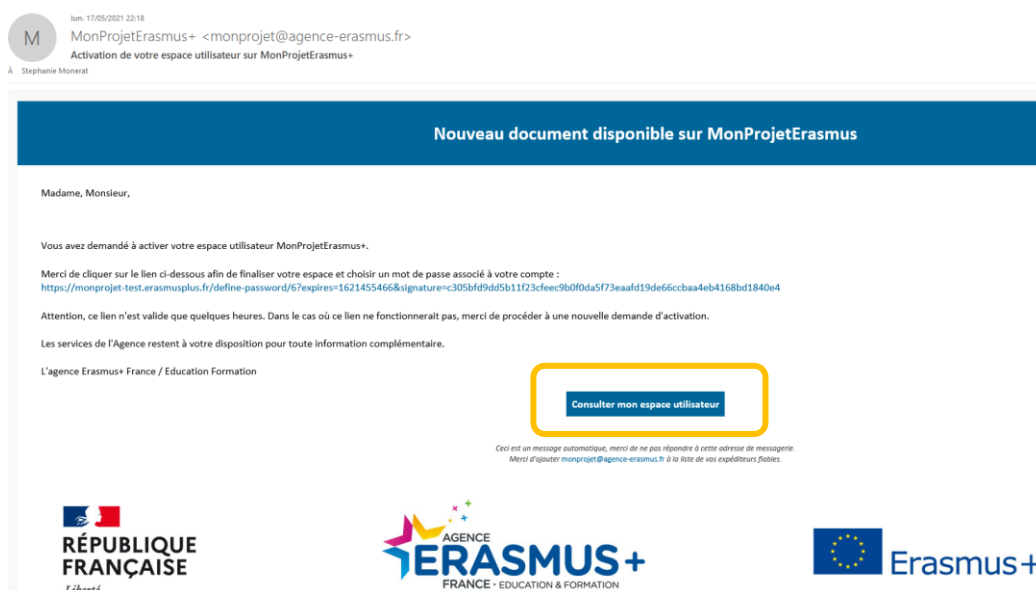 lun. 17/05/2021 22:18
M
MonProjetErasmus+ <monprojet@agence-erasmus.fr>
Activation de votre espace utilisateur sur MonProjetErasmus+
À Stephanie Monerat
Nouveau document disponible sur MonProjetErasmus
Madame, Monsieur,
Vous avez demandé à activer votre espace utilisateur MonProjetErasmus+.
Merci de cliquer sur le lien ci-dessous afin de finaliser votre espace et choisir un mot de passe associé à votre compte :
https://monprojet-test.erasmusplus.fr/define-password/6?expires=1621455466&signature=c305bfd9dd5b11f23cfeec9b0f0da5f73eaafd19de66ccbaa4eb4168bd1840e4
Attention, ce lien n'est valide que quelques heures. Dans le cas où ce lien ne fonctionnerait pas, merci de procéder à une nouvelle demande d'activation.
Les services de l'Agence restent à votre disposition pour toute information complémentaire.
L'agence Erasmus+ France / Education Formation
Consulter mon espace utilisateur
Ceci est un message automatique, merci de ne pas répondre à cette adresse de messagerie.
Merci d'ajouter monprojet@agence-erasmus.fr à la liste de vos expéditeurs fiables.
RÉPUBLIQUE
FRANÇAISE
Liberté
AGENCE
ERASMUS+
FRANCE • EDUCATION & FORMATION
Erasmus+